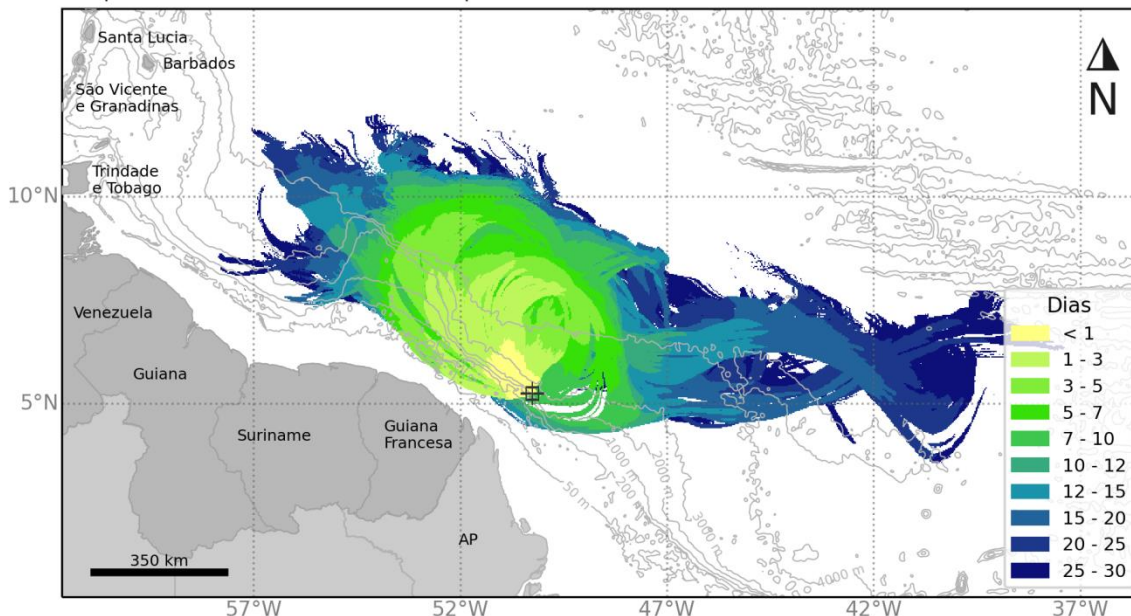 Santa Lucia
Barbados
São Vicente
e Granadinas
N
Trindade
e Tobago
10°N
Dias
Venezuela
< 1
Guiana
1 - 3
5°N
3 - 5
Suriname
Guiana
Francesa
5 - 7
7 - 10
10 - 12
50 m
200 m
3000 m
12 - 15
15 - 20
AP
350 km
20 - 25
4000 m
25 - 30
57°W
52°W
47°W
42°W
37°W